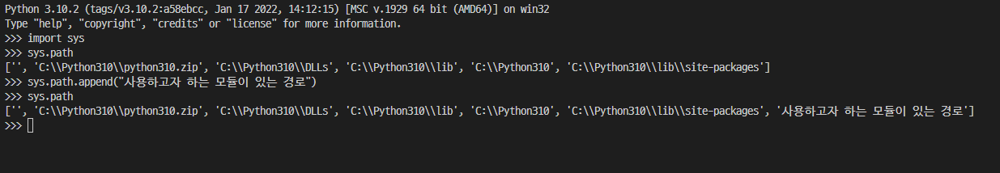 Python 3.10.2 (tags/v3.10.2:a58ebcc, Jan 17 2022, 14:12:15) [MSC v.1929 64 bit (AMD64)] on win32
Type "help", "copyright", "credits" or "license" for more information.
>>> import sys
>>> sys.path
['', 'C:\\Python310\\python310.zip', 'C:\\Python310\\DLLs', 'C:\\Python310\\lib', 'C:\\Python310', 'C:\\Python310\\lib\\site-packages']
>>> sys.path.append("사용하고자 하는 모듈이 있는 경로")
>>> sys.path
['', 'C:\\Python310\\python310.zip', 'C:\\Python310\\DLLs', 'C:\\Python310\\lib', 'C:\\Python310', 'C:\\Python310\\lib\\site-packages', '사용하고자 하는 모듈이 있는 경로']
>>>